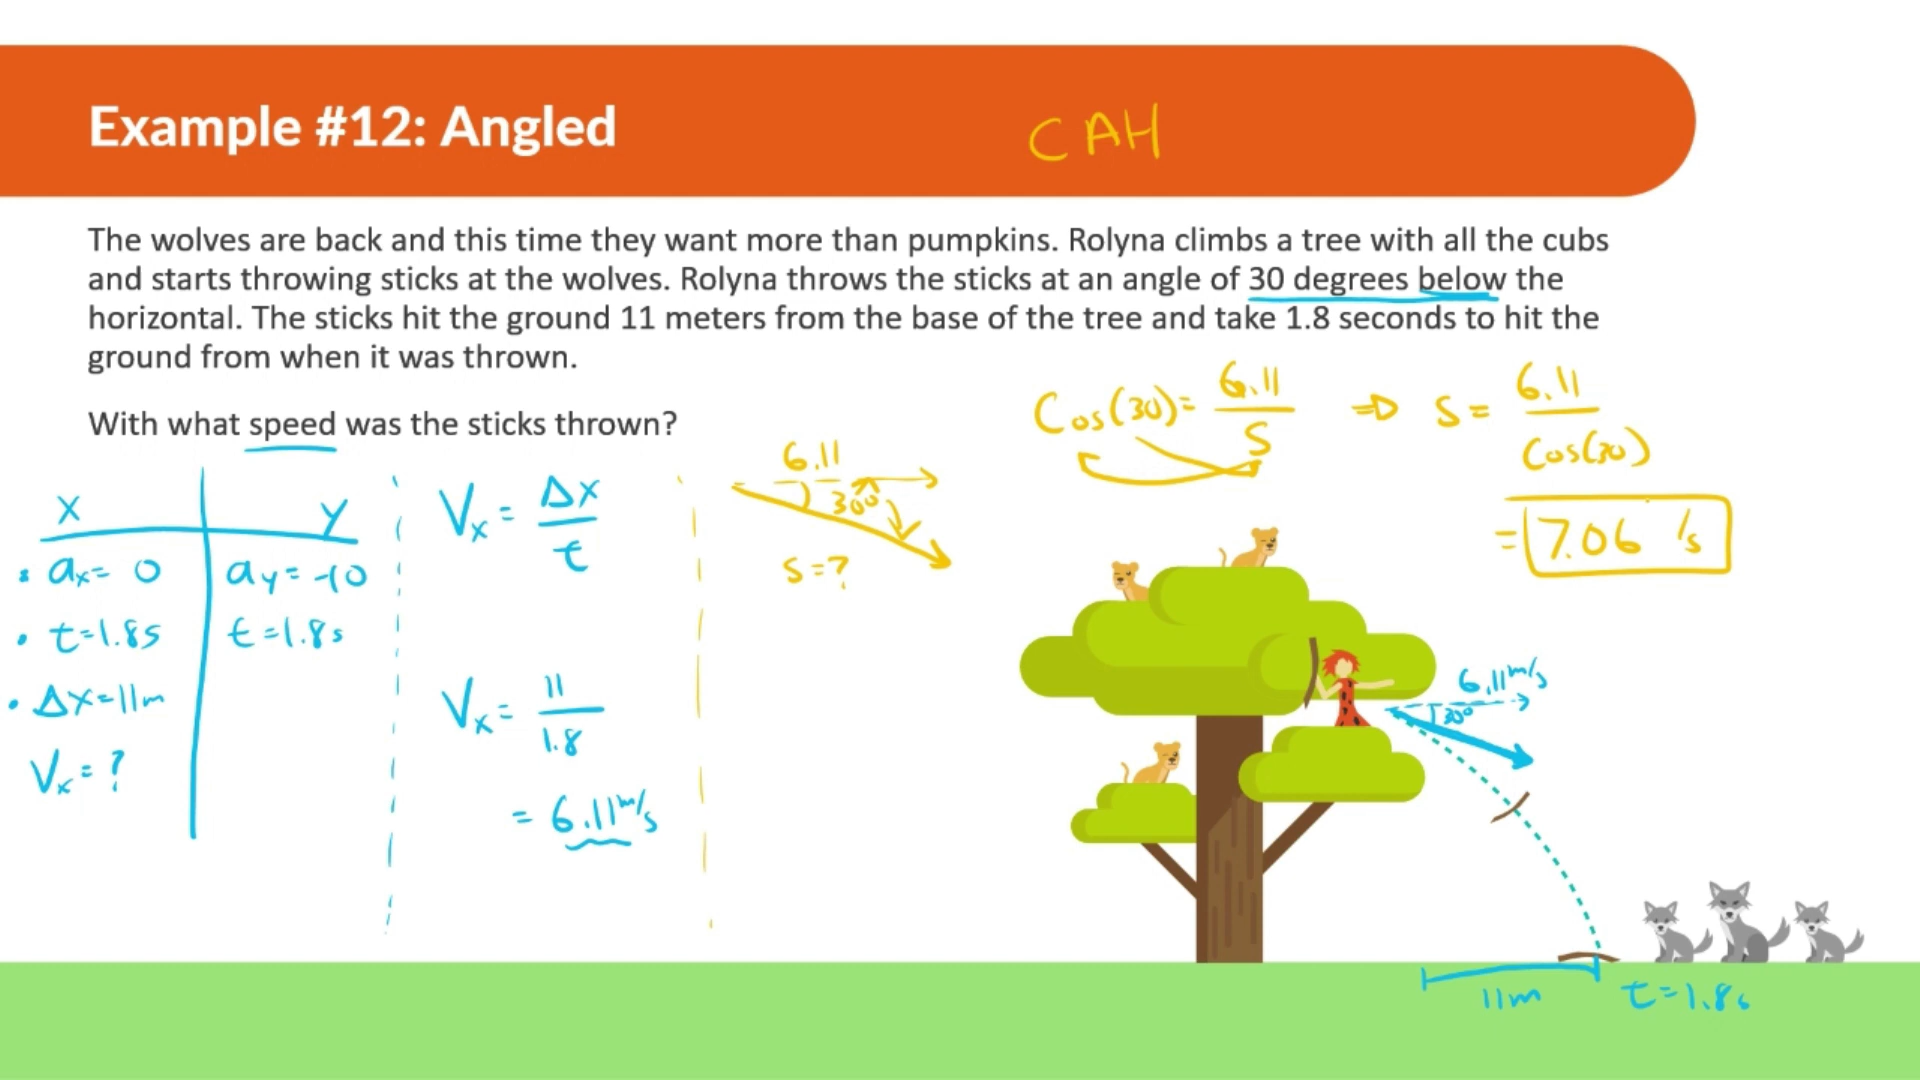 Example #12: Angled
CAH
The wolves are back and this time they want more than pumpkins. Rolyna climbs a tree with all the cubs
and starts throwing sticks at the wolves. Rolyna throws the sticks at an angle of 30 degrees below the
horizontal. The sticks hit the ground 11 meters from the base of the tree and take 1.8 seconds to hit the
ground from when it was thrown.
With what speed was the sticks thrown?
x y
• ax= 0 ay = -10
• t=1.8s t=1.8s
• Δx=11m
Vx = ?
Vx = Δx
t
Vx = 11
1.8
= 6.11 m/s
6.11
30°
s=?
Cos(30)= 6.11 ⇒ s= 6.11
s Cos(30)
= 7.06 /s
6.11 m/s
30°
11m t=1.8s